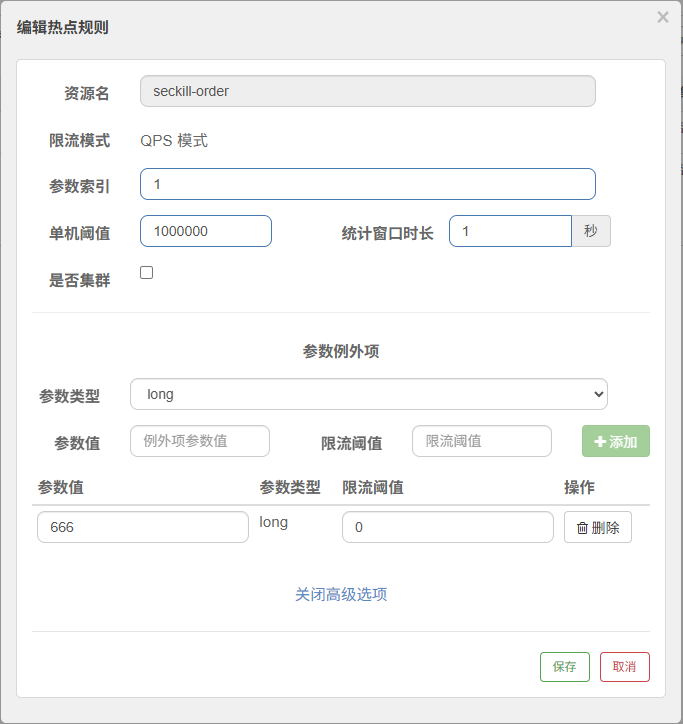 编辑热点规则
×
资源名 seckill-order
限流模式 QPS 模式
参数索引 1
单机阈值 1000000 统计窗口时长 1 秒
是否集群
参数例外项
参数类型 long
参数值 例外项参数值 限流阈值 限流阈值 添加
参数值 参数类型 限流阈值 操作
666 long 0 删除
关闭高级选项
保存 取消